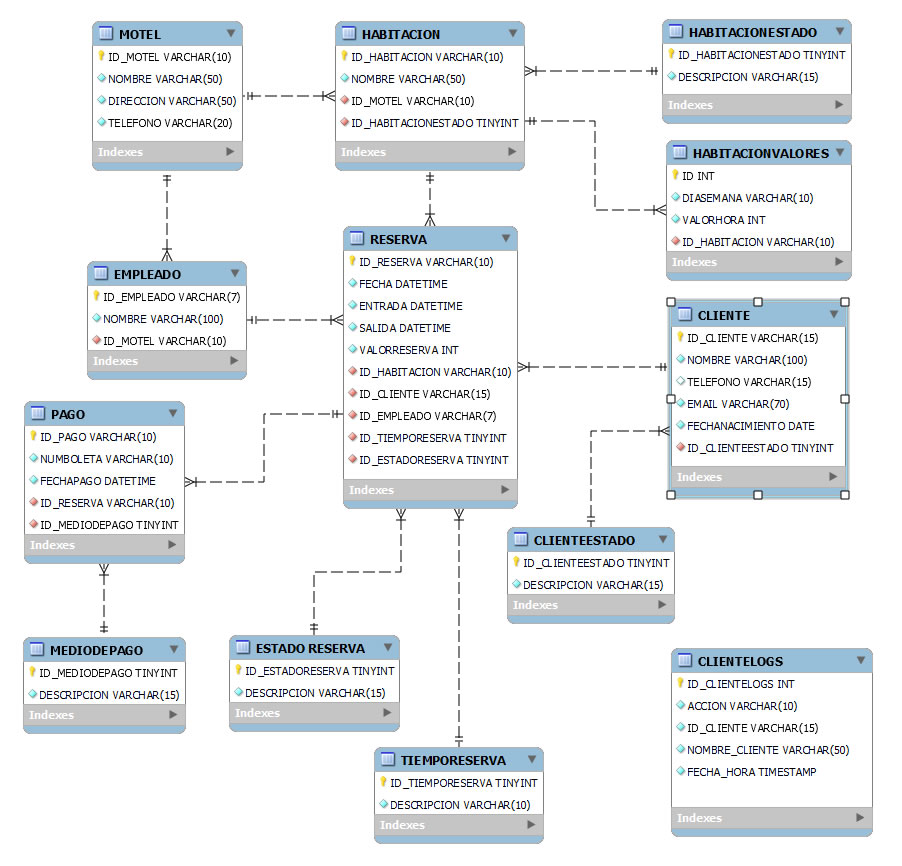 MOTEL
ID_MOTEL VARCHAR(10)
NOMBRE VARCHAR(50)
DIRECCION VARCHAR(50)
TELEFONO VARCHAR(20)
Indexes
HABITACION
ID_HABITACION VARCHAR(10)
NOMBRE VARCHAR(50)
ID_MOTEL VARCHAR(10)
ID_HABITACIONESTADO TINYINT
Indexes
HABITACIONESTADO
ID_HABITACIONESTADO TINYINT
DESCRIPCION VARCHAR(15)
Indexes
HABITACIONVALORES
ID INT
DIASEMANA VARCHAR(10)
VALORHORA INT
ID_HABITACION VARCHAR(10)
Indexes
EMPLEADO
ID_EMPLEADO VARCHAR(7)
NOMBRE VARCHAR(100)
ID_MOTEL VARCHAR(10)
Indexes
RESERVA
ID_RESERVA VARCHAR(10)
FECHA DATETIME
ENTRADA DATETIME
SALIDA DATETIME
VALORRESERVA INT
ID_HABITACION VARCHAR(10)
ID_CLIENTE VARCHAR(15)
ID_EMPLEADO VARCHAR(7)
ID_TIEMPORESERVA TINYINT
ID_ESTADORESERVA TINYINT
Indexes
CLIENTE
ID_CLIENTE VARCHAR(15)
NOMBRE VARCHAR(100)
TELEFONO VARCHAR(15)
EMAIL VARCHAR(70)
FECHANACIMIENTO DATE
ID_CLIENTEESTADO TINYINT
Indexes
PAGO
ID_PAGO VARCHAR(10)
NUMBOLETA VARCHAR(10)
FECHAPAGO DATETIME
ID_RESERVA VARCHAR(10)
ID_MEDIODEPAGO TINYINT
Indexes
CLIENTEESTADO
ID_CLIENTEESTADO TINYINT
DESCRIPCION VARCHAR(15)
Indexes
MEDIODEPAGO
ID_MEDIODEPAGO TINYINT
DESCRIPCION VARCHAR(15)
Indexes
ESTADO RESERVA
ID_ESTADORESERVA TINYINT
DESCRIPCION VARCHAR(15)
Indexes
CLIENTELOGS
ID_CLIENTELOGS INT
ACCION VARCHAR(10)
ID_CLIENTE VARCHAR(15)
NOMBRE_CLIENTE VARCHAR(50)
FECHA_HORA TIMESTAMP
Indexes
TIEMPORESERVA
ID_TIEMPORESERVA TINYINT
DESCRIPCION VARCHAR(10)
Indexes